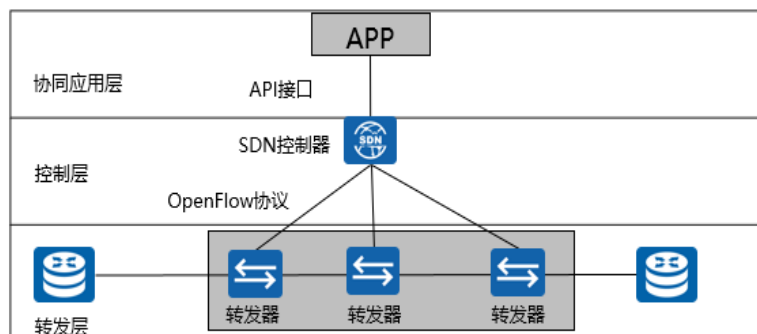 APP
协同应用层
API接口
SDN控制器
SDN
控制层
OpenFlow协议
转发器
转发器
转发器
转发层